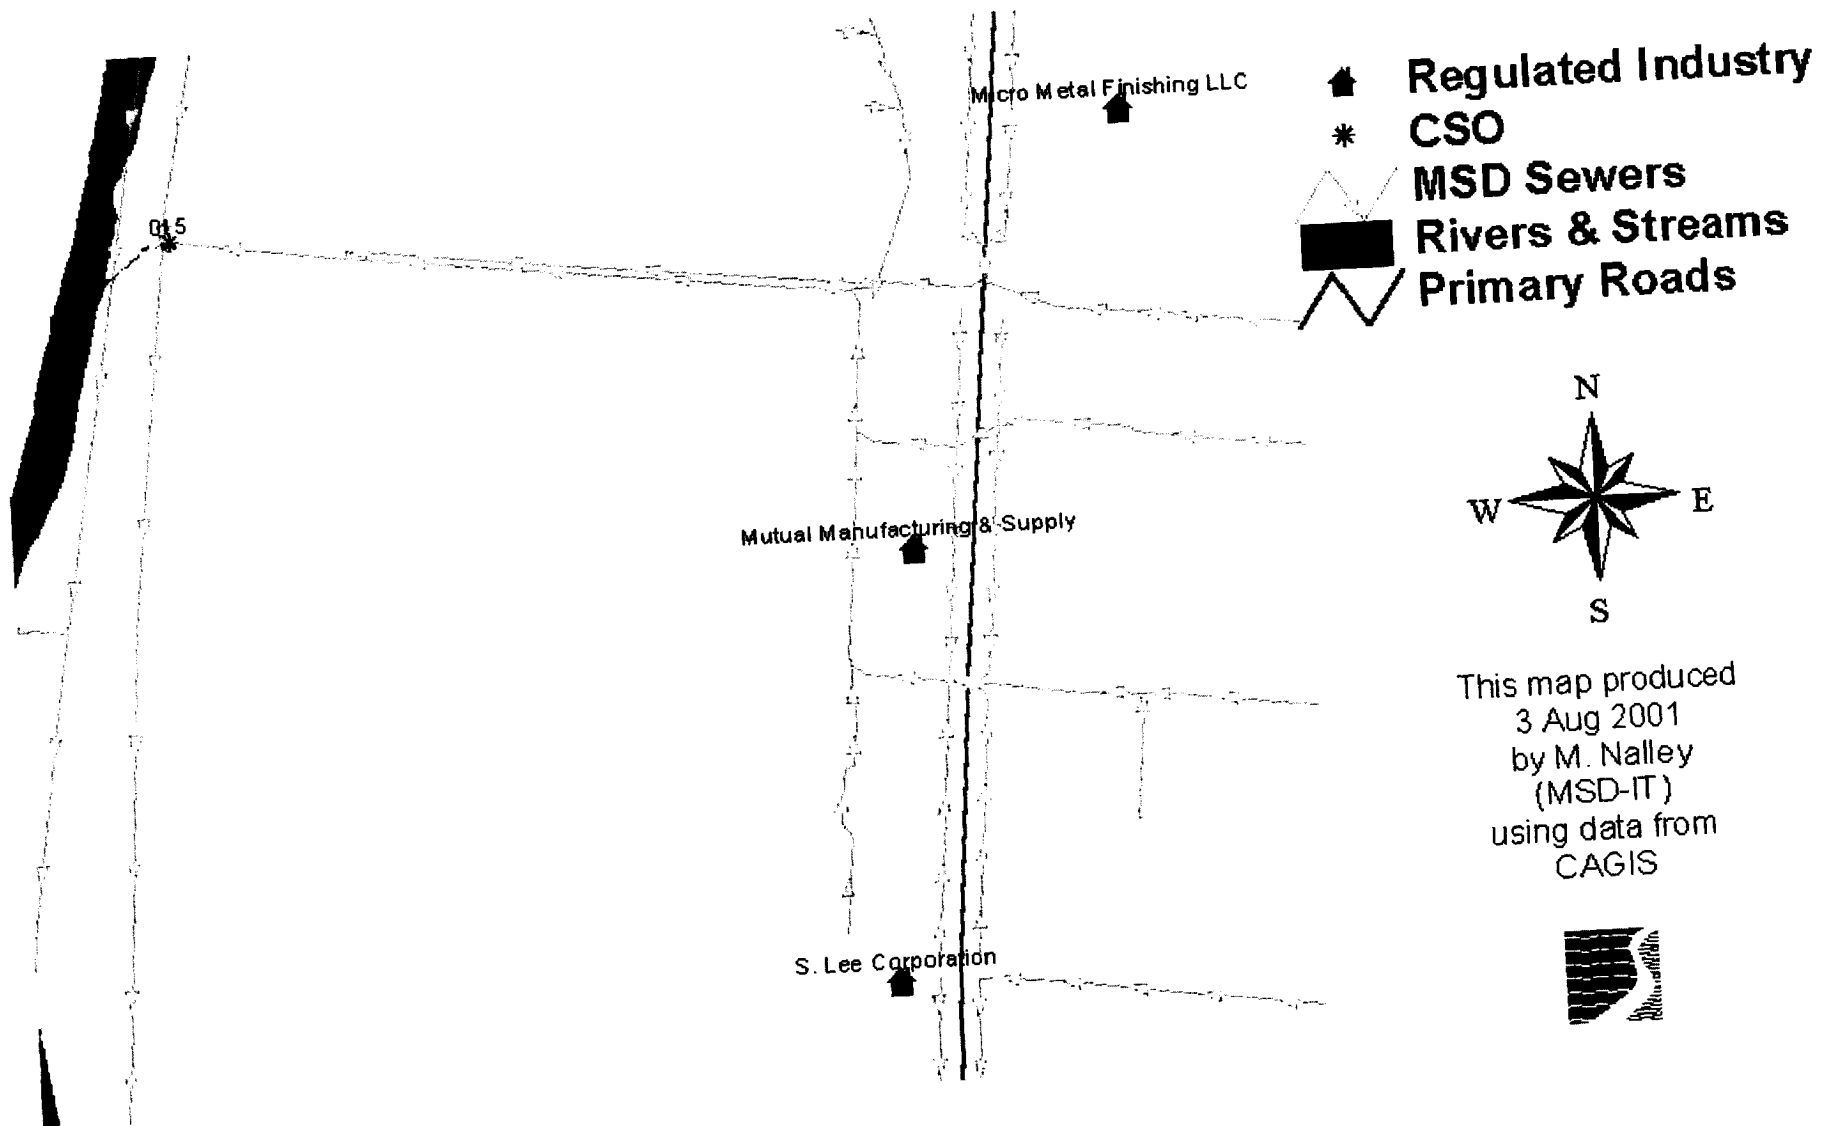 Micro Metal Finishing LLC
015
Mutual Manufacturing & Supply
S. Lee Corporation
Regulated Industry
CSO
MSD Sewers
Rivers & Streams
Primary Roads
N
W
E
S
This map produced
3 Aug 2001
by M. Nalley
(MSD-IT)
using data from
CAGIS